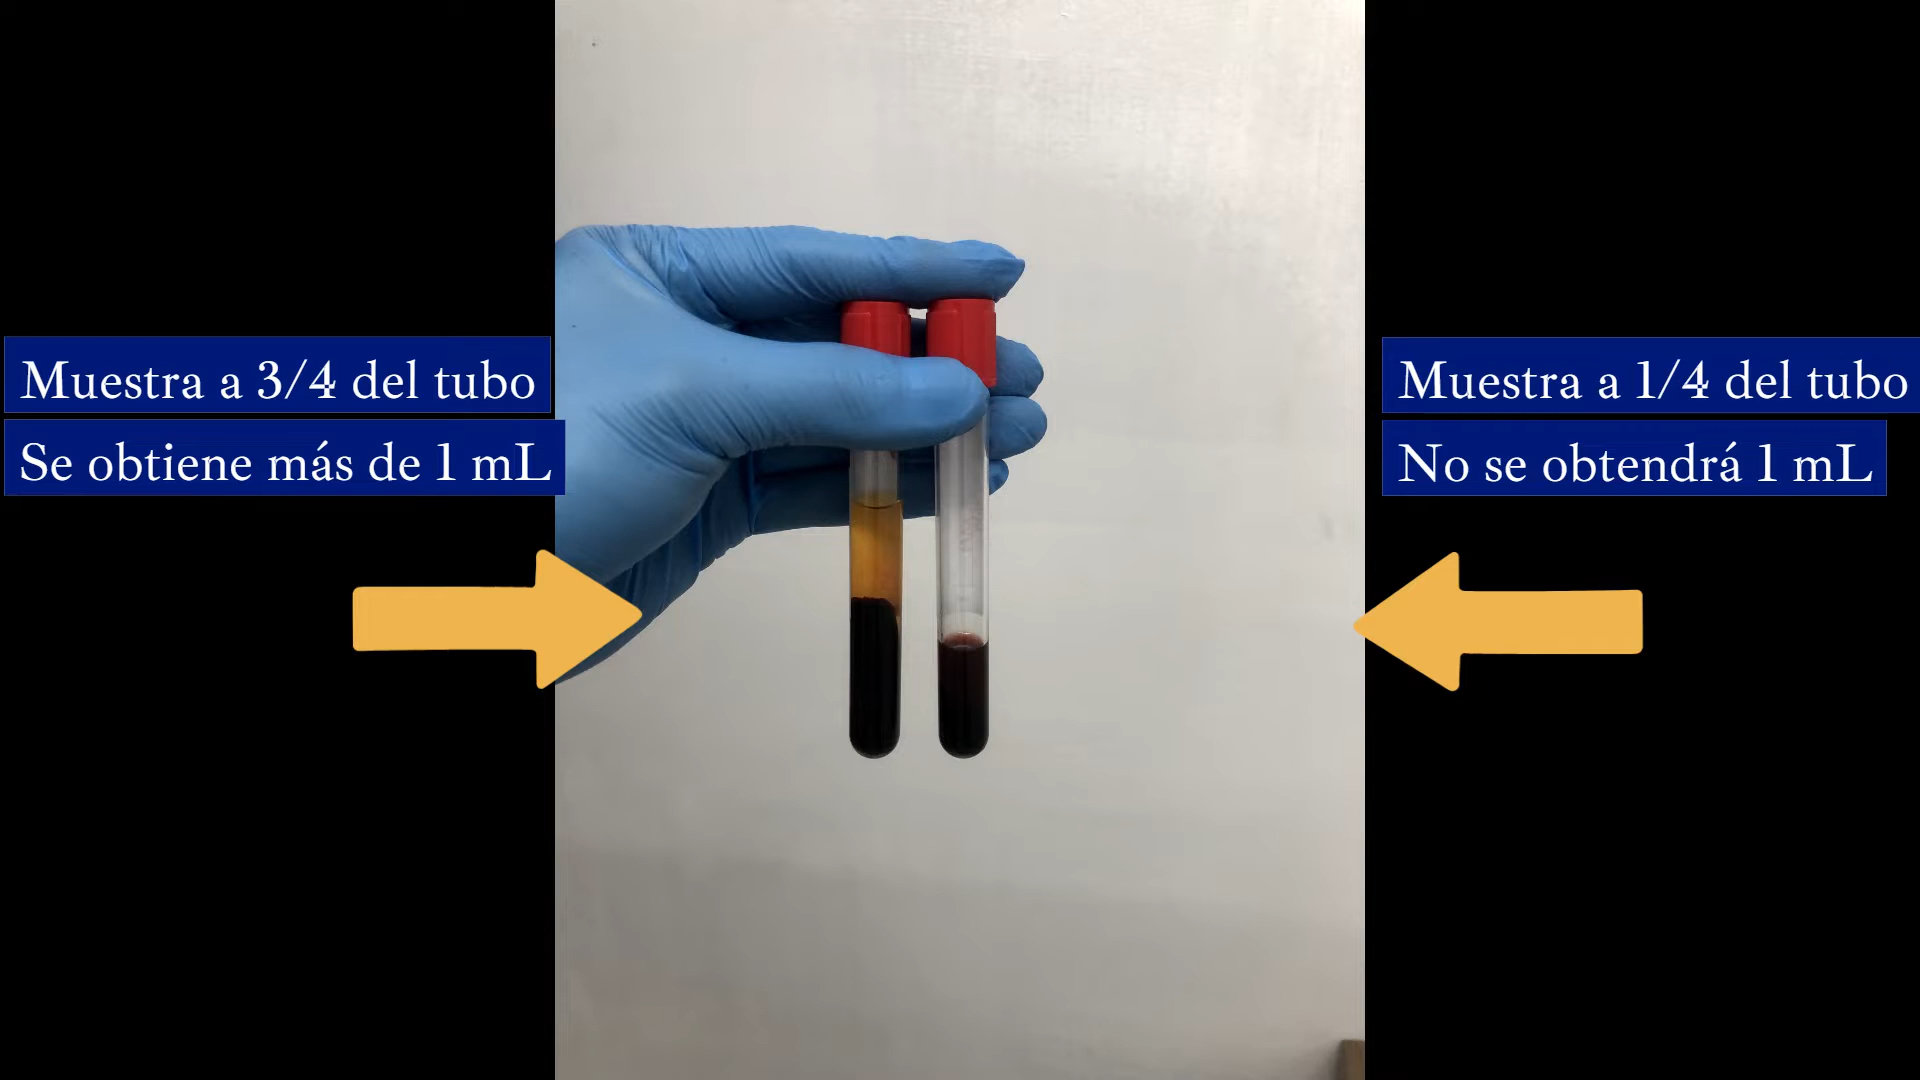 Muestra a 3/4 del tubo
Se obtiene más de 1 mL
Muestra a 1/4 del tubo
No se obtendrá 1 mL